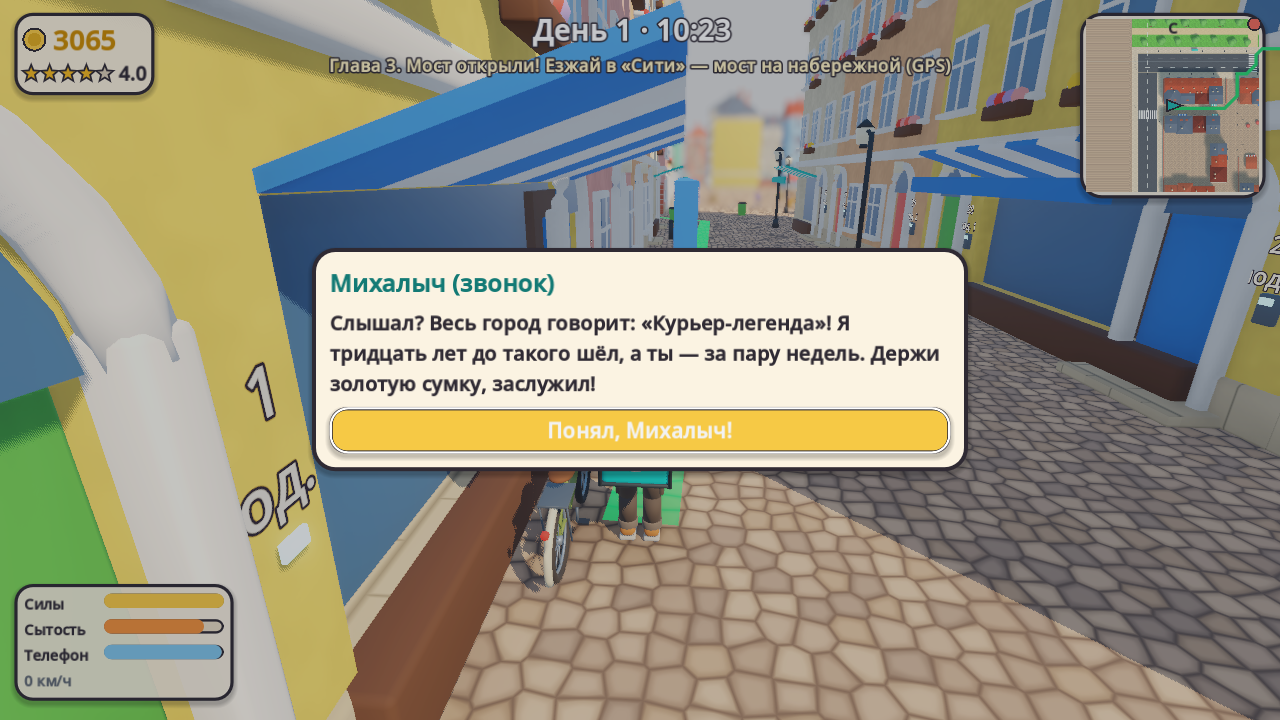 3065
4.0
День 1 · 10:23
Глава 3. Мост открыли! Езжай в «Сити» — мост на набережной (GPS)
С
Михалыч (звонок)
Слышал? Весь город говорит: «Курьер-легенда»! Я
тридцать лет до такого шёл, а ты — за пару недель. Держи
золотую сумку, заслужил!
Понял, Михалыч!
1
ОД.
2
Силы
Сытость
Телефон
0 км/ч